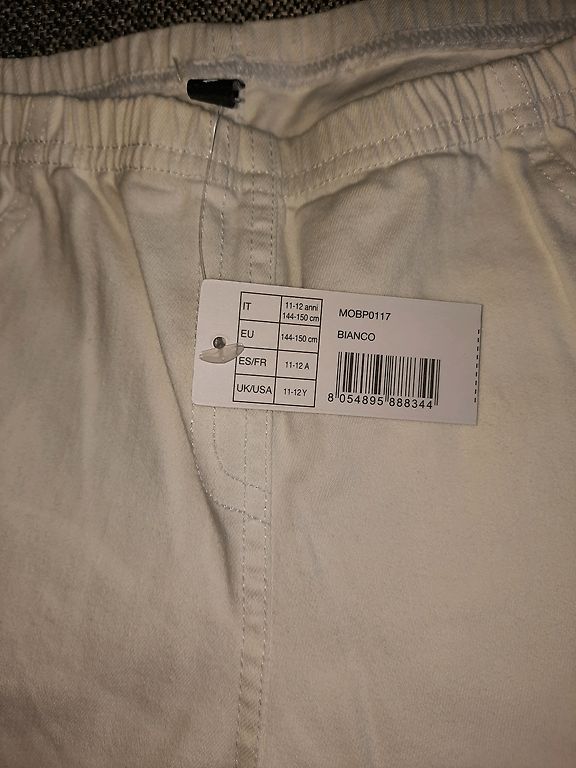 IT 11-12 anni
144-150 cm
EU 144-150 cm
ES/FR 11-12 A
UK/USA 11-12 Y
MOBP0117
BIANCO
8 054895 888344